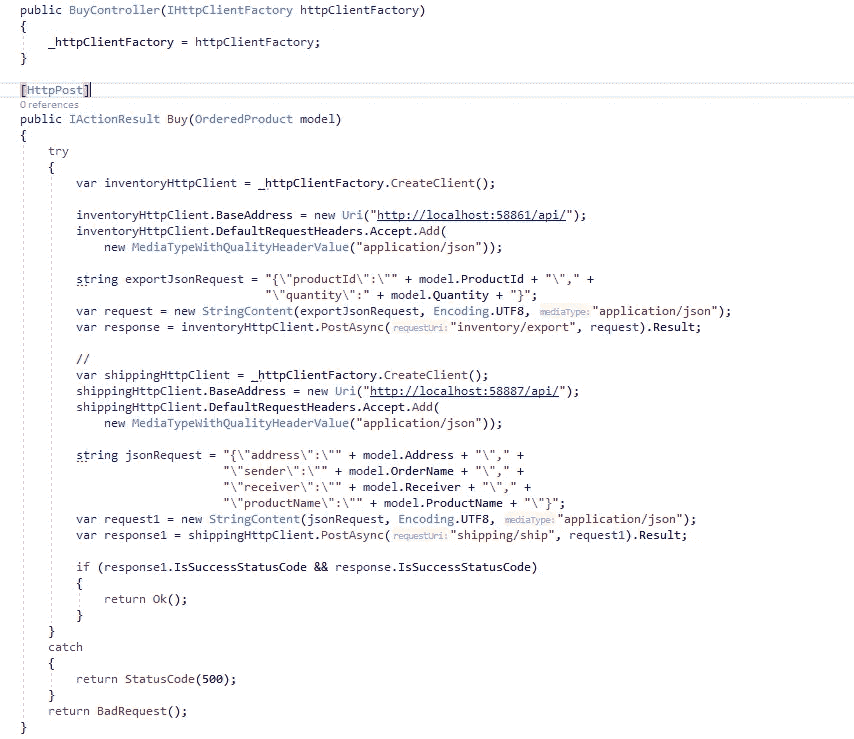 public BuyController(IHttpClientFactory httpClientFactory)
{
    _httpClientFactory = httpClientFactory;
}

[HttpPost]
0 references
public IActionResult Buy(OrderedProduct model)
{
    try
    {
        var inventoryHttpClient = _httpClientFactory.CreateClient();

        inventoryHttpClient.BaseAddress = new Uri("http://localhost:58861/api/");
        inventoryHttpClient.DefaultRequestHeaders.Accept.Add(
            new MediaTypeWithQualityHeaderValue("application/json"));

        string exportJsonRequest = "{\"productId\":\"" + model.ProductId + "\"," +
                                   "\"quantity\":" + model.Quantity + "}";
        var request = new StringContent(exportJsonRequest, Encoding.UTF8, mediaType: "application/json");
        var response = inventoryHttpClient.PostAsync(requestUri: "inventory/export", request).Result;

        //
        var shippingHttpClient = _httpClientFactory.CreateClient();
        shippingHttpClient.BaseAddress = new Uri("http://localhost:58887/api/");
        shippingHttpClient.DefaultRequestHeaders.Accept.Add(
            new MediaTypeWithQualityHeaderValue("application/json"));

        string jsonRequest = "{\"address\":\"" + model.Address + "\"," +
                             "\"sender\":\"" + model.OrderName + "\"," +
                             "\"receiver\":\"" + model.Receiver + "\"," +
                             "\"productName\":\"" + model.ProductName + "\"}";
        var request1 = new StringContent(jsonRequest, Encoding.UTF8, mediaType: "application/json");
        var response1 = shippingHttpClient.PostAsync(requestUri: "shipping/ship", request1).Result;

        if (response1.IsSuccessStatusCode && response.IsSuccessStatusCode)
        {
            return Ok();
        }
    }
    catch
    {
        return StatusCode(500);
    }
    return BadRequest();
}